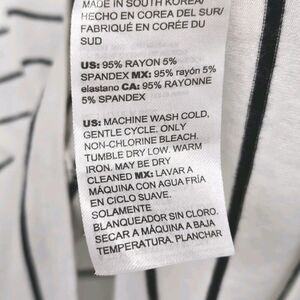 MADE IN SOUTH KOREA/
HECHO EN COREA DEL SUR/
FABRIQUÉ EN CORÉE DU
SUD
US: 95% RAYON 5%
SPANDEX MX: 95% rayón 5%
elastano CA: 95% RAYONNE
5% SPANDEX
US: MACHINE WASH COLD,
GENTLE CYCLE. ONLY
NON-CHLORINE BLEACH.
TUMBLE DRY LOW. WARM
IRON. MAY BE DRY
CLEANED MX: LAVAR A
MÁQUINA CON AGUA FRÍA
EN CICLO SUAVE.
SOLAMENTE
BLANQUEADOR SIN CLORO.
SECAR A MÁQUINA A BAJA
TEMPERATURA. PLANCHAR